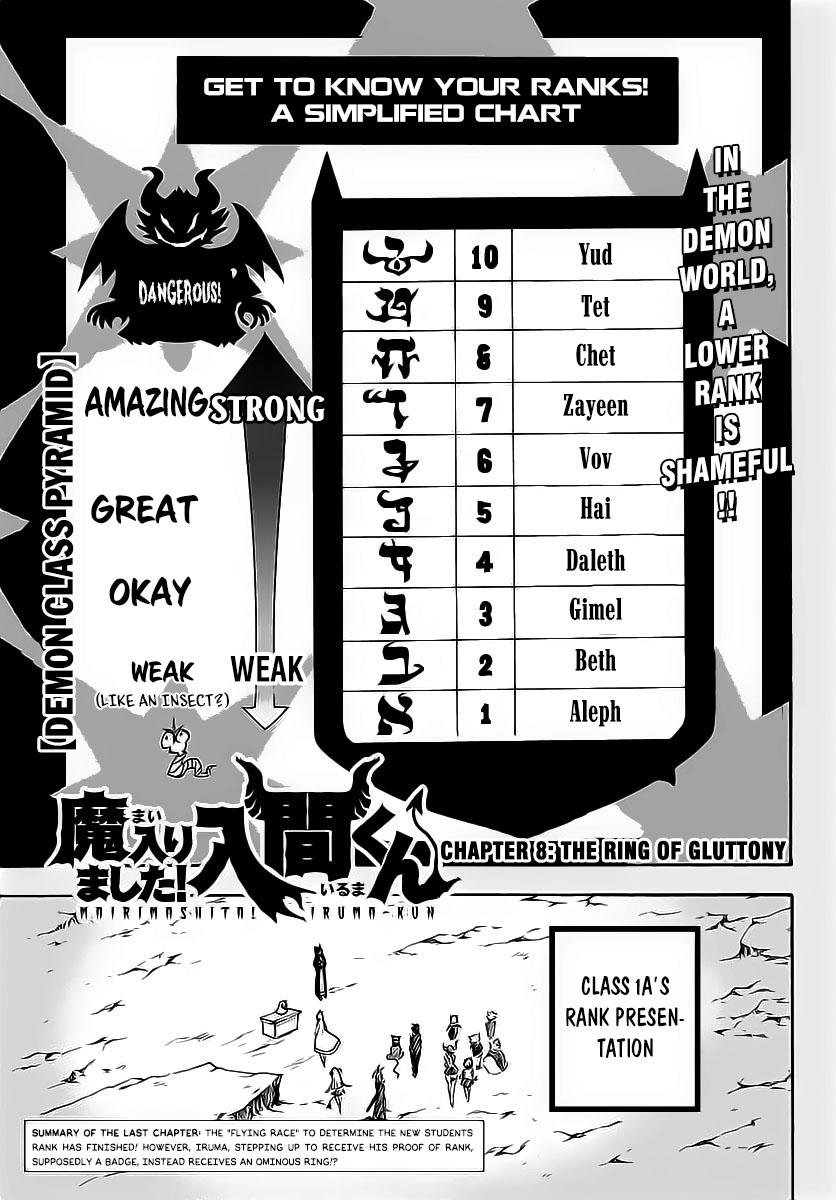 GET TO KNOW YOUR RANKS!
A SIMPLIFIED CHART
IN
THE
DEMON
WORLD,
A
LOWER
RANK
IS
SHAMEFUL
!!
DANGEROUS!
[DEMON CLASS PYRAMID]
AMAZING
STRONG
GREAT
OKAY
WEAK
(LIKE AN INSECT?)
WEAK
10 Yud
9 Tet
8 Chet
7 Zayeen
6 Vov
5 Hai
4 Daleth
3 Gimel
2 Beth
1 Aleph
魔入り
まい
ました!
入間くん
いるま
MAIRIMASHITA! IRUMA-KUN
CHAPTER 8: THE RING OF GLUTTONY
CLASS 1A'S
RANK PRESEN-
TATION
SUMMARY OF THE LAST CHAPTER: THE "FLYING RACE" TO DETERMINE THE NEW STUDENTS
RANK HAS FINISHED! HOWEVER, IRUMA, STEPPING UP TO RECEIVE HIS PROOF OF RANK,
SUPPOSEDLY A BADGE, INSTEAD RECEIVES AN OMINOUS RING!?